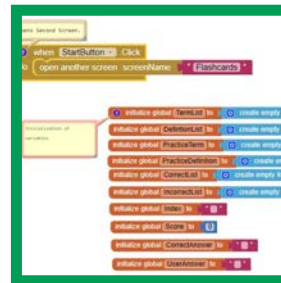 ens Second Screen.
when StartButton .Click
do open another screen screenName " Flashcards "
initialize global TermList to create empty
Initialization of
variables
initialize global DefinitionList to create empty
initialize global PracticeTerm to create empty
initialize global PracticeDefinition to create e
initialize global CorrectList to create empty li
initialize global IncorrectList to create empty
initialize global Index to " "
initialize global Score to
initialize global CorrectAnswer to " "
initialize global UserAnswer to " "